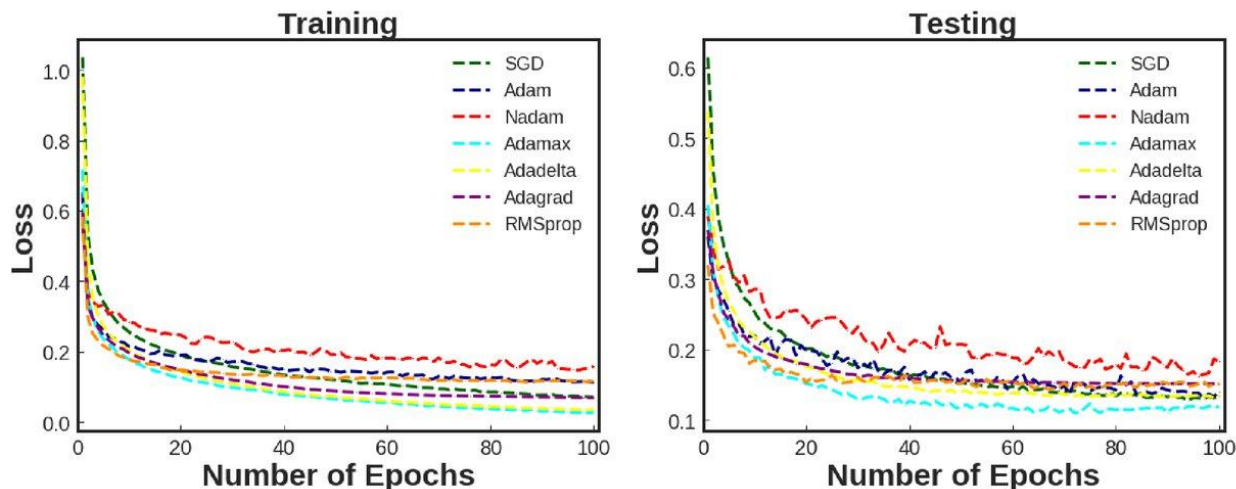 Training
Loss
1.0
0.8
0.6
0.4
0.2
0.0
SGD
Adam
Nadam
Adamax
Adadelta
Adagrad
RMSprop
0 20 40 60 80 100
Number of Epochs
Testing
Loss
0.6
0.5
0.4
0.3
0.2
0.1
SGD
Adam
Nadam
Adamax
Adadelta
Adagrad
RMSprop
0 20 40 60 80 100
Number of Epochs